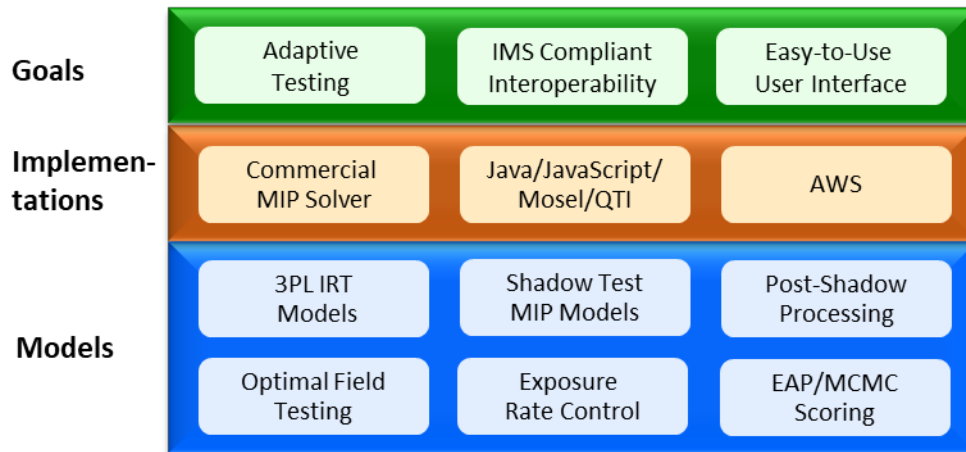 Goals
Adaptive
Testing
IMS Compliant
Interoperability
Easy-to-Use
User Interface
Implemen-
tations
Commercial
MIP Solver
Java/JavaScript/
Mosel/QTI
AWS
Models
3PL IRT
Models
Shadow Test
MIP Models
Post-Shadow
Processing
Optimal Field
Testing
Exposure
Rate Control
EAP/MCMC
Scoring